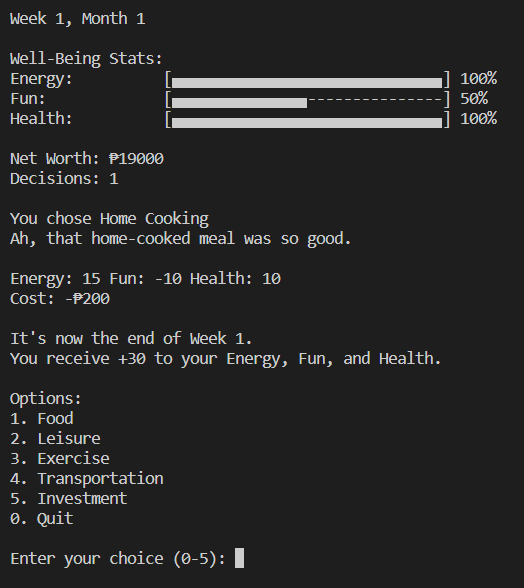 Week 1, Month 1
Well-Being Stats:
Energy: [▄▄▄▄▄▄▄▄▄▄▄▄▄▄▄▄▄▄▄▄▄▄▄▄▄▄▄▄▄▄] 100%
Fun: [▄▄▄▄▄▄▄▄▄▄▄▄▄▄▄---------------] 50%
Health: [▄▄▄▄▄▄▄▄▄▄▄▄▄▄▄▄▄▄▄▄▄▄▄▄▄▄▄▄▄▄] 100%
Net Worth: ₱19000
Decisions: 1
You chose Home Cooking
Ah, that home-cooked meal was so good.
Energy: 15 Fun: -10 Health: 10
Cost: -₱200
It's now the end of Week 1.
You receive +30 to your Energy, Fun, and Health.
Options:
1. Food
2. Leisure
3. Exercise
4. Transportation
5. Investment
0. Quit
Enter your choice (0-5):